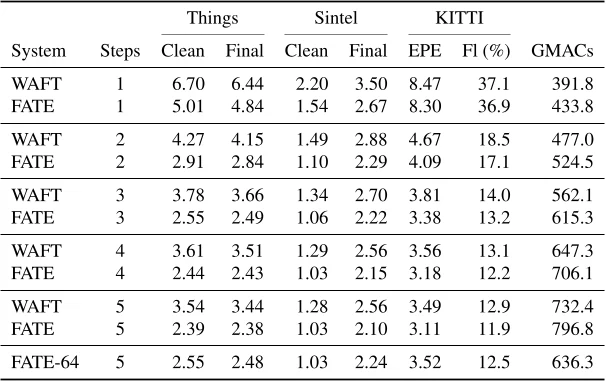 Things Sintel KITTI
System Steps Clean Final Clean Final EPE Fl (%) GMACs
WAFT 1 6.70 6.44 2.20 3.50 8.47 37.1 391.8
FATE 1 5.01 4.84 1.54 2.67 8.30 36.9 433.8
WAFT 2 4.27 4.15 1.49 2.88 4.67 18.5 477.0
FATE 2 2.91 2.84 1.10 2.29 4.09 17.1 524.5
WAFT 3 3.78 3.66 1.34 2.70 3.81 14.0 562.1
FATE 3 2.55 2.49 1.06 2.22 3.38 13.2 615.3
WAFT 4 3.61 3.51 1.29 2.56 3.56 13.1 647.3
FATE 4 2.44 2.43 1.03 2.15 3.18 12.2 706.1
WAFT 5 3.54 3.44 1.28 2.56 3.49 12.9 732.4
FATE 5 2.39 2.38 1.03 2.10 3.11 11.9 796.8
FATE-64 5 2.55 2.48 1.03 2.24 3.52 12.5 636.3